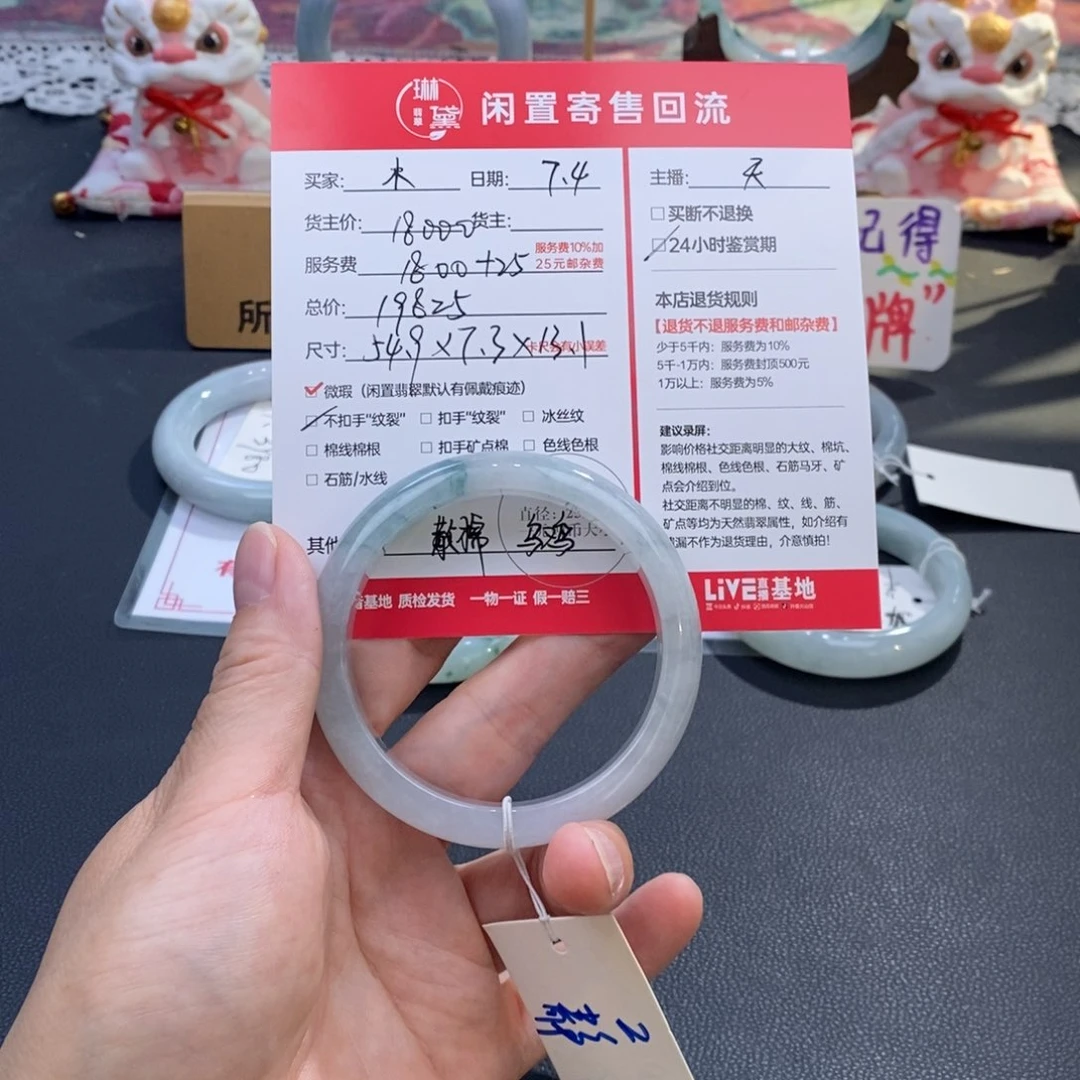 琳
翡翠
黛
闲置寄售回流
买家: 木 日期: 7.4
货主价: 18000 货主:
服务费 1800+25
服务费10%加
25元邮杂费
总价: 19825
尺寸: 54.9×7.3×13.1
微瑕（闲置翡翠默认有佩戴痕迹）
不扣手“纹裂” 扣手“纹裂” 冰丝纹
棉线棉根 扣手矿点棉 色线色根
石筋/水线
直径:
其他
散棉
基地 质检发货 一物一证 假一赔三
主播: 天
买断不退换
24小时鉴赏期
本店退货规则
【退货不退服务费和邮杂费】
少于5千内：服务费为10%
5千-1万内：服务费封顶500元
1万以上：服务费为5%
建议录屏：
影响价格社交距离明显的大纹、棉坑、
棉线棉根、色线色根、石筋马牙、矿
点会介绍到位。
社交距离不明显的棉、纹、线、筋、
矿点等均为天然翡翠属性，如介绍有
漏不作为退货理由，介意慎拍！
LiVE直播基地
记得
牌”
所